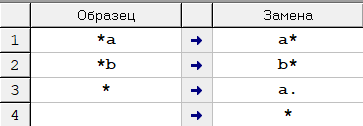 Образец Замена
1 *a → a*
2 *b → b*
3 * → a.
4 → *